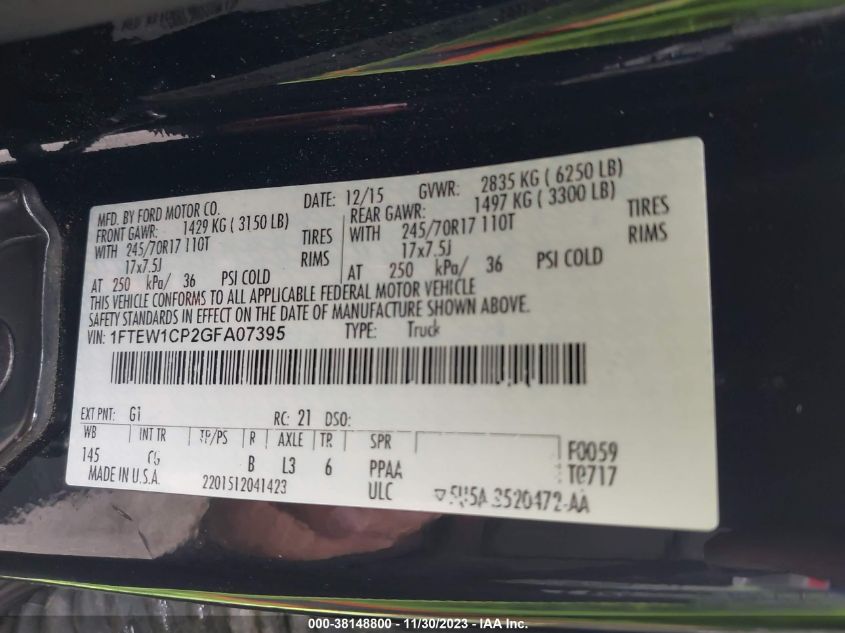 MFD. BY FORD MOTOR CO. DATE: 12/15 GVWR: 2835 KG ( 6250 LB)
FRONT GAWR: 1429 KG ( 3150 LB) REAR GAWR: 1497 KG ( 3300 LB)
WITH 245/70R17 110T TIRES WITH 245/70R17 110T TIRES
17x7.5J RIMS 17x7.5J RIMS
AT 250 kPa/ 36 PSI COLD AT 250 kPa/ 36 PSI COLD
THIS VEHICLE CONFORMS TO ALL APPLICABLE FEDERAL MOTOR VEHICLE
SAFETY STANDARDS IN EFFECT ON THE DATE OF MANUFACTURE SHOWN ABOVE.
VIN: 1FTEW1CP2GFA07395 TYPE: Truck
EXT PNT: G1 RC: 21 DSO:
WB INT TR TP/PS R AXLE TR SPR F0059
145 CG B L3 6 PPAA T0717
MADE IN U.S.A. 2201512041423 ULC 5U5A 3520472-AA
000-38148800 - 11/30/2023 - IAA Inc.